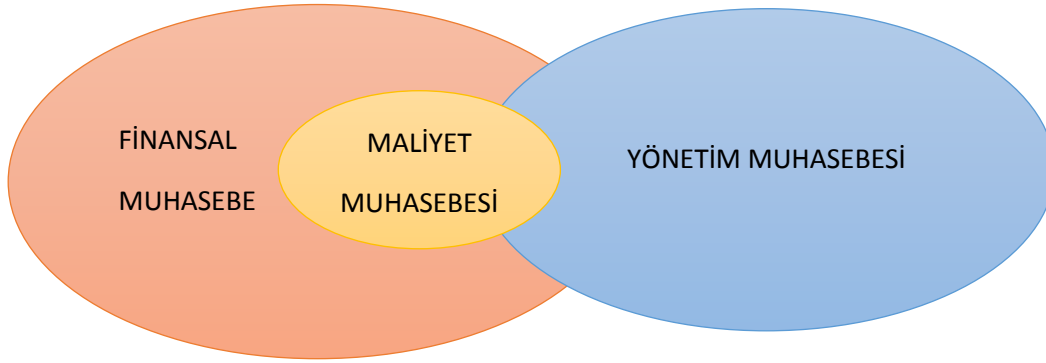 FİNANSAL
MUHASEBE
MALİYET
MUHASEBESİ
YÖNETİM MUHASEBESİ